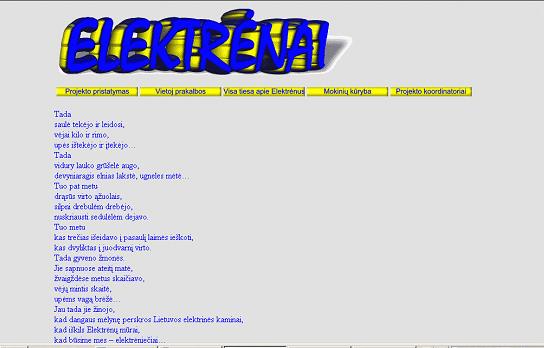 ELEKTRĖNAI
Projekto pristatymas Vietoj prakalbos Visa tiesa apie Elektrėnus Mokinių kūryba Projekto koordinatoriai
Tada
saulė tekėjo ir leidosi,
vėjai kilo ir rimo,
upės ištekėjo ir įtekėjo...
Tada
vidury lauko grūšelė augo,
devyniaragis elnias lakstė, ugneles mėtė...
Tuo pat metu
drąsūs virto ąžuolais,
silpni drebulėm drebėjo,
nuskriausti sedulėlėm dejavo.
Tuo metu
kas trečias išeidavo į pasaulį laimės ieškoti,
kas dvyliktas į juodvarnį virto.
Tada gyveno žmonės.
Jie sapnuose ateitį matė,
žvaigždėse metus skaičiavo,
vėjų mintis skaitė,
upėms vagą brėžė...
Jau tada jie žinojo,
kad dangaus mėlynę perskros Lietuvos elektrinės kaminai,
kad iškils Elektrėnų mūrai,
kad būsime mes – elektrėniečiai...